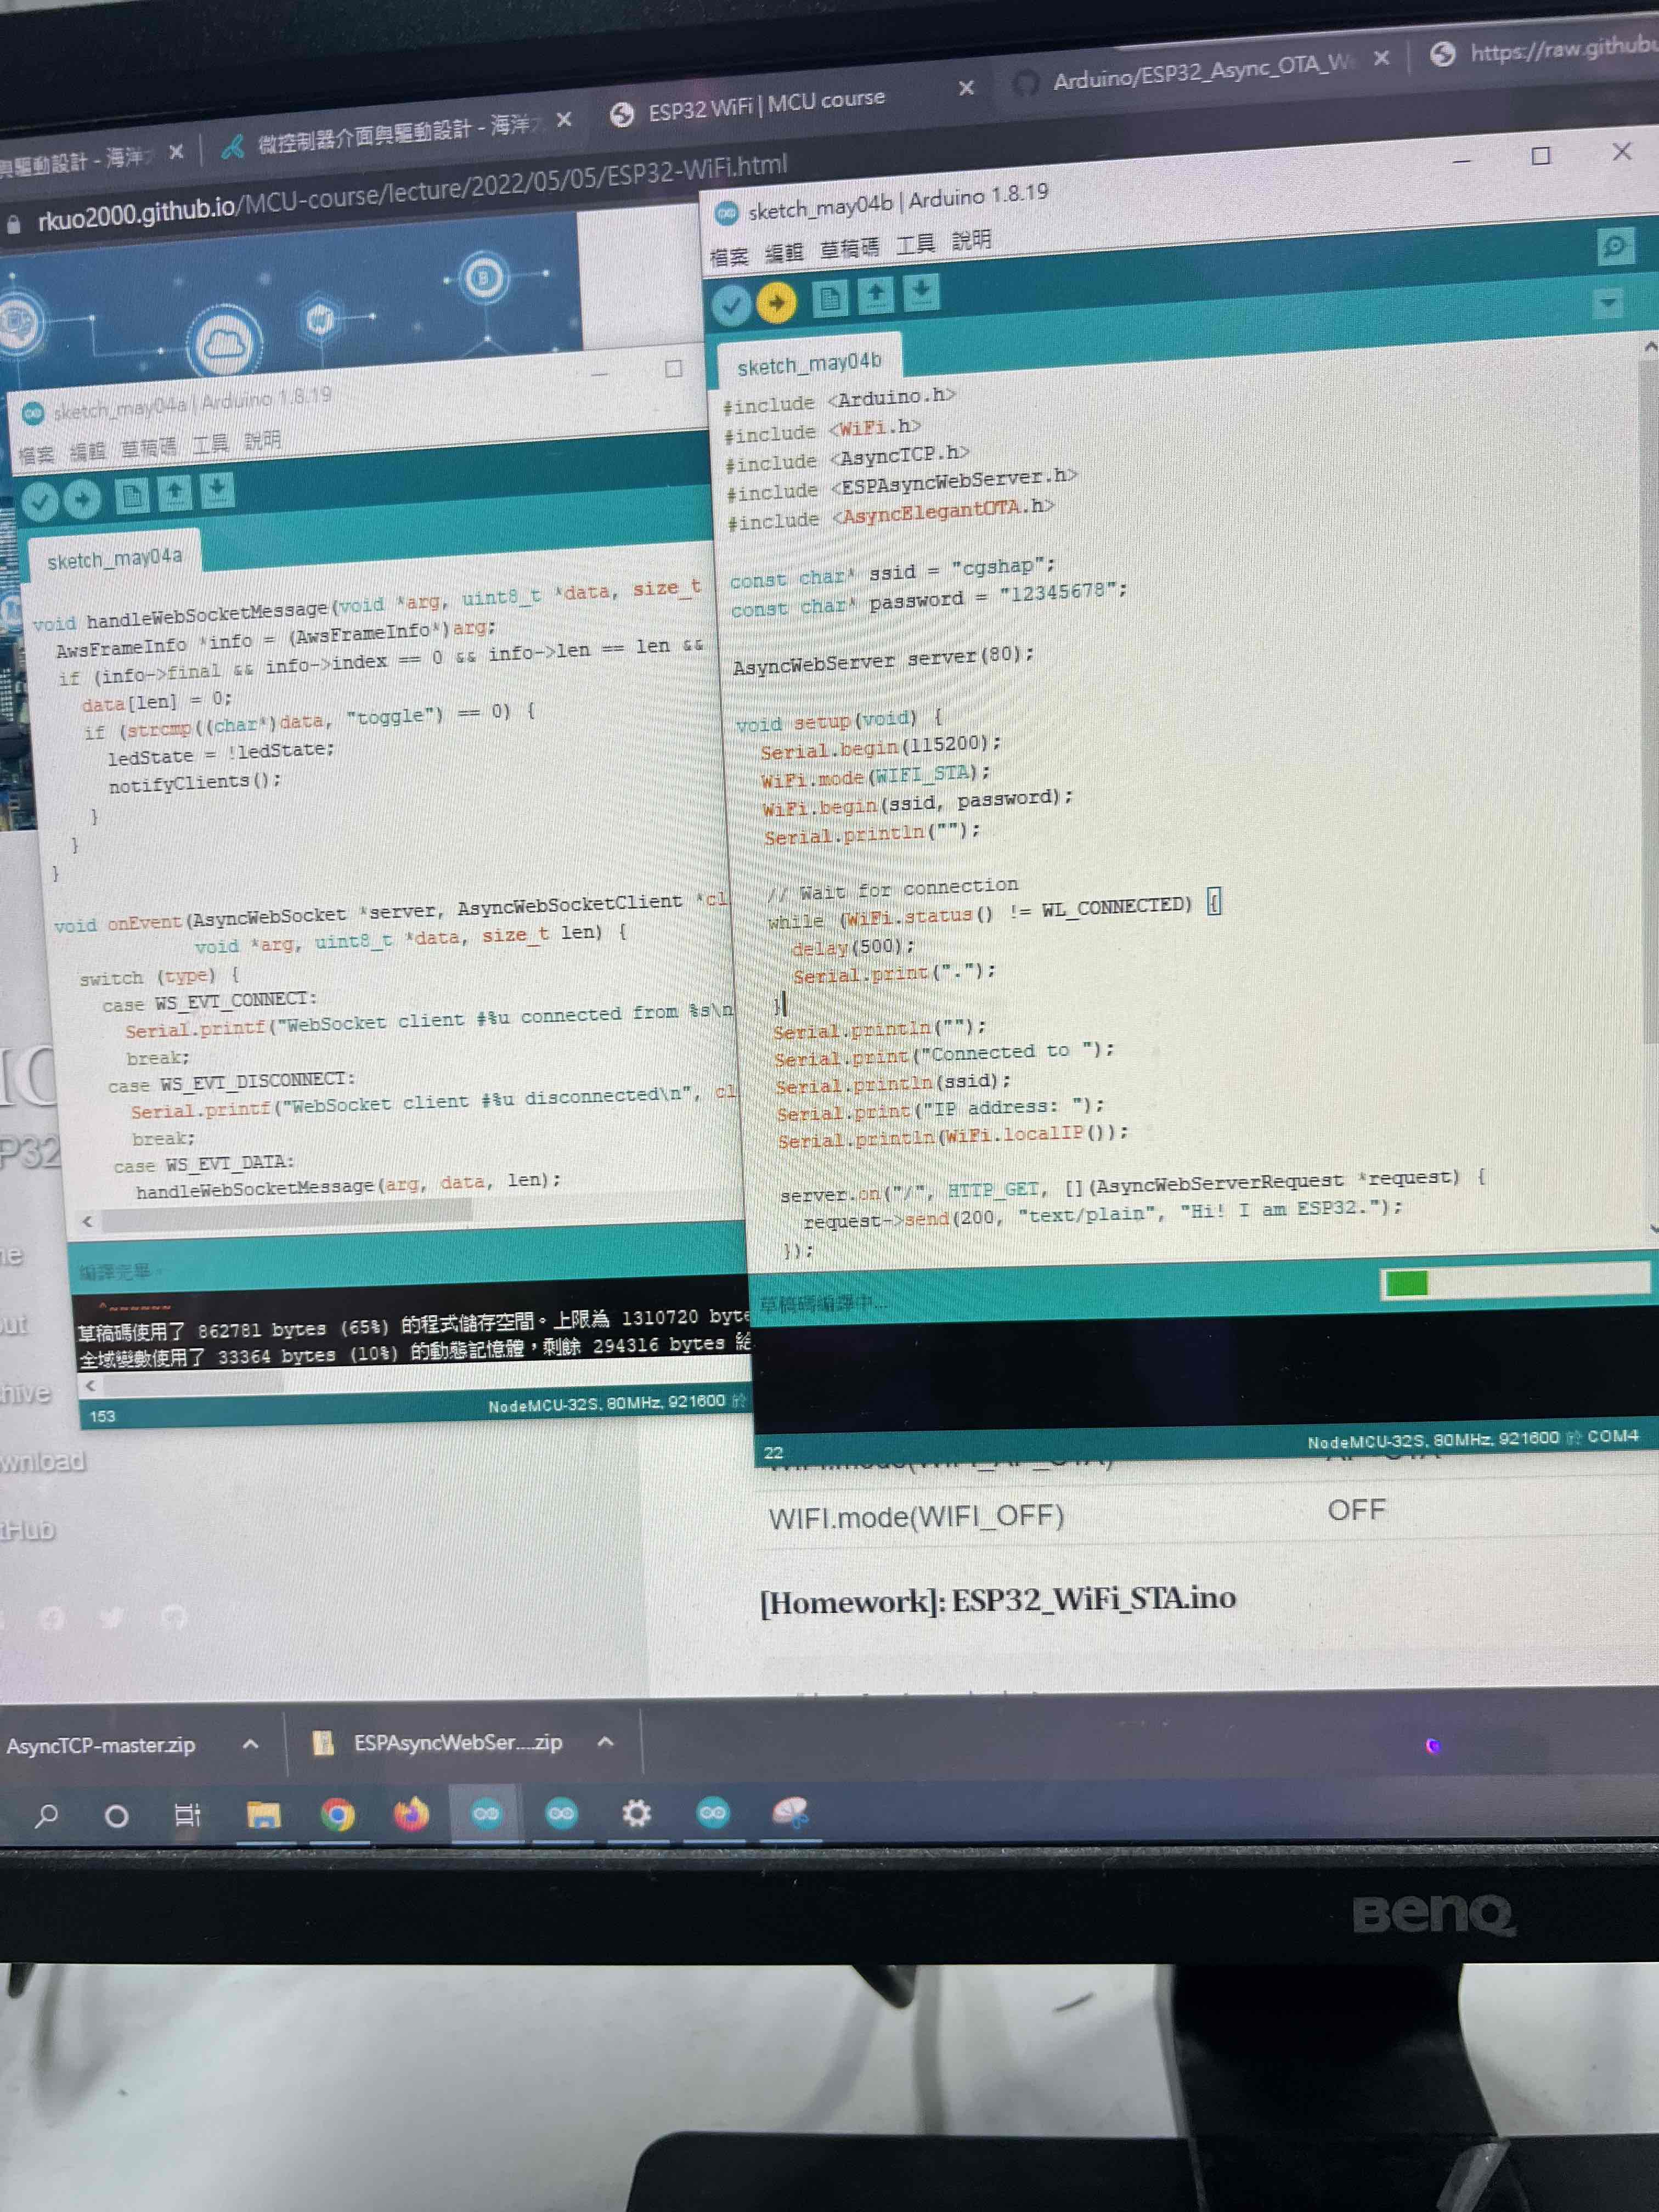 與驅動設計 - 海洋
微控制器介面與驅動設計 - 海洋
ESP32 WiFi | MCU course
Arduino/ESP32_Async_OTA_W
https://raw.githubu
rkuo2000.github.io/MCU-course/lecture/2022/05/05/ESP32-WiFi.html
sketch_may04a | Arduino 1.8.19
檔案 編輯 草稿碼 工具 說明
sketch_may04a
void handleWebSocketMessage(void *arg, uint8_t *data, size_t
AwsFrameInfo *info = (AwsFrameInfo*)arg;
if (info->final && info->index == 0 && info->len == len &&
data[len] = 0;
if (strcmp((char*)data, "toggle") == 0) {
ledState = !ledState;
notifyClients();
}
}
}
void onEvent(AsyncWebSocket *server, AsyncWebSocketClient *cl
void *arg, uint8_t *data, size_t len) {
switch (type) {
case WS_EVT_CONNECT:
Serial.printf("WebSocket client #%u connected from %s\n
break;
case WS_EVT_DISCONNECT:
Serial.printf("WebSocket client #%u disconnected\n", cl
break;
case WS_EVT_DATA:
handleWebSocketMessage(arg, data, len);
編譯完畢。
^~~~~~~
草稿碼使用了 862781 bytes (65%) 的程式儲存空間。上限為 1310720 byte
全域變數使用了 33364 bytes (10%) 的動態記憶體，剩餘 294316 bytes 給
153
NodeMCU-32S, 80MHz, 921600 於
sketch_may04b | Arduino 1.8.19
檔案 編輯 草稿碼 工具 說明
sketch_may04b
#include <Arduino.h>
#include <WiFi.h>
#include <AsyncTCP.h>
#include <ESPAsyncWebServer.h>
#include <AsyncElegantOTA.h>
const char* ssid = "cgshap";
const char* password = "12345678";
AsyncWebServer server(80);
void setup(void) {
Serial.begin(115200);
WiFi.mode(WIFI_STA);
WiFi.begin(ssid, password);
Serial.println("");
// Wait for connection
while (WiFi.status() != WL_CONNECTED) {
delay(500);
Serial.print(".");
}
Serial.println("");
Serial.print("Connected to ");
Serial.println(ssid);
Serial.print("IP address: ");
Serial.println(WiFi.localIP());
server.on("/", HTTP_GET, [](AsyncWebServerRequest *request) {
request->send(200, "text/plain", "Hi! I am ESP32.");
});
草稿碼編譯中...
22
NodeMCU-32S, 80MHz, 921600 於 COM4
P32
out
hive
wnload
tHub
WIFI.mode(WIFI_OFF) OFF
[Homework]: ESP32_WiFi_STA.ino
AsyncTCP-master.zip
ESPAsyncWebSer....zip
BenQ